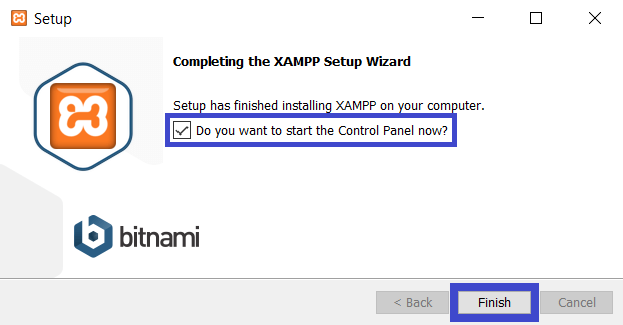 Setup
Completing the XAMPP Setup Wizard
Setup has finished installing XAMPP on your computer.
Do you want to start the Control Panel now?
bitnami
< Back
Finish
Cancel